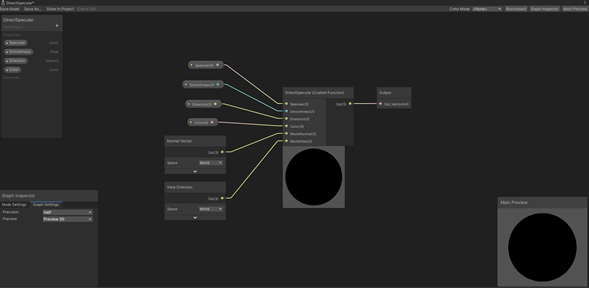 DirectSpecular*
Save Asset Save As... Show In Project Check Out Color Mode <None> Blackboard Graph Inspector Main Preview
DirectSpecular
Sub Graphs
Properties
Specular Color
Smoothness Float
Direction Vector3
Color Color
Keywords
Specular(3)
Smoothness(1)
Direction(3)
Color(3)
Normal Vector
Out(3)
Space World
View Direction
Out(3)
Space World
DirectSpecular (Custom Function)
Specular(3) Out(3)
Smoothness(1)
Direction(3)
Color(3)
WorldNormal(3)
WorldView(3)
Output
Out_Vector4(4)
Graph Inspector
Node Settings Graph Settings
Precision Half
Preview Preview 3D
Main Preview